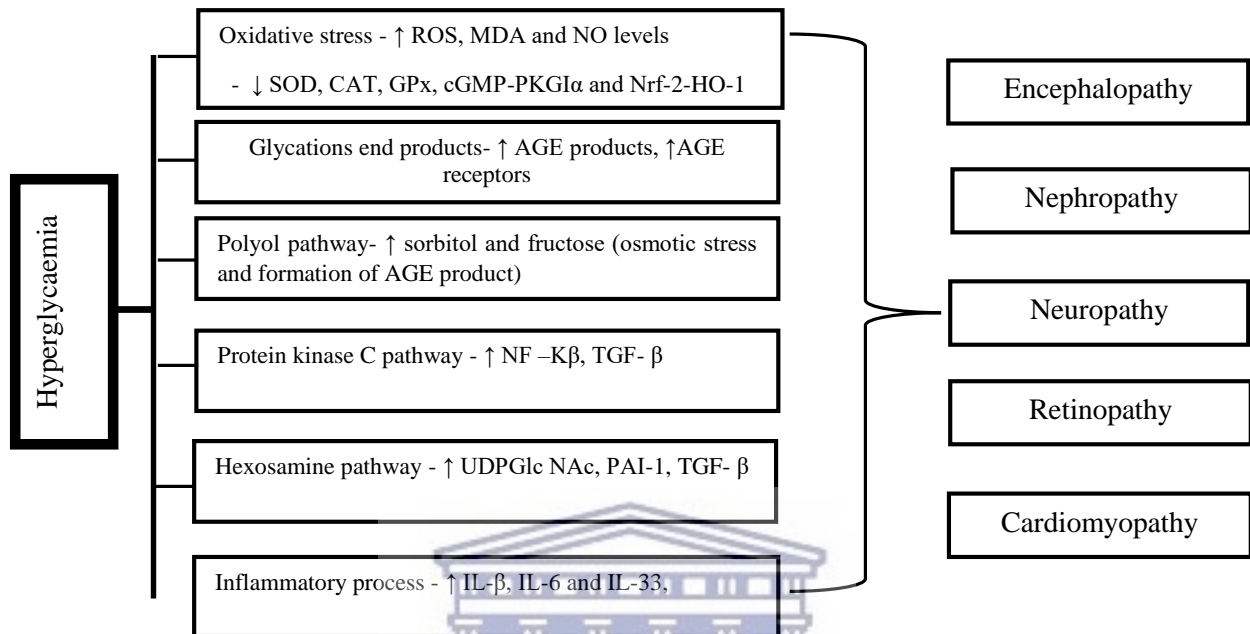 Hyperglycaemia
Oxidative stress - ↑ ROS, MDA and NO levels
- ↓ SOD, CAT, GPx, cGMP-PKGIα and Nrf-2-HO-1
Glycations end products- ↑ AGE products, ↑AGE
receptors
Polyol pathway- ↑ sorbitol and fructose (osmotic stress
and formation of AGE product)
Protein kinase C pathway - ↑ NF –Kβ, TGF- β
Hexosamine pathway - ↑ UDPGlc NAc, PAI-1, TGF- β
Inflammatory process - ↑ IL-β, IL-6 and IL-33,
Encephalopathy
Nephropathy
Neuropathy
Retinopathy
Cardiomyopathy